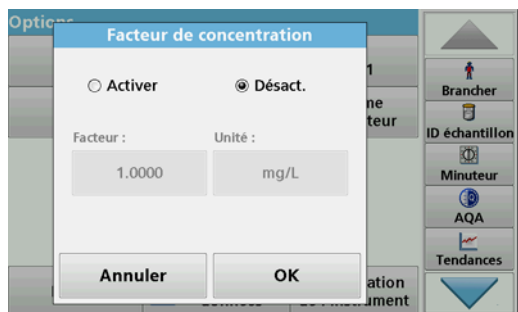 Options
Facteur de concentration
Activer
Désact.
Facteur :
Unité :
1.0000
mg/L
Annuler
OK
Brancher
ID échantillon
Minuteur
AQA
Tendances